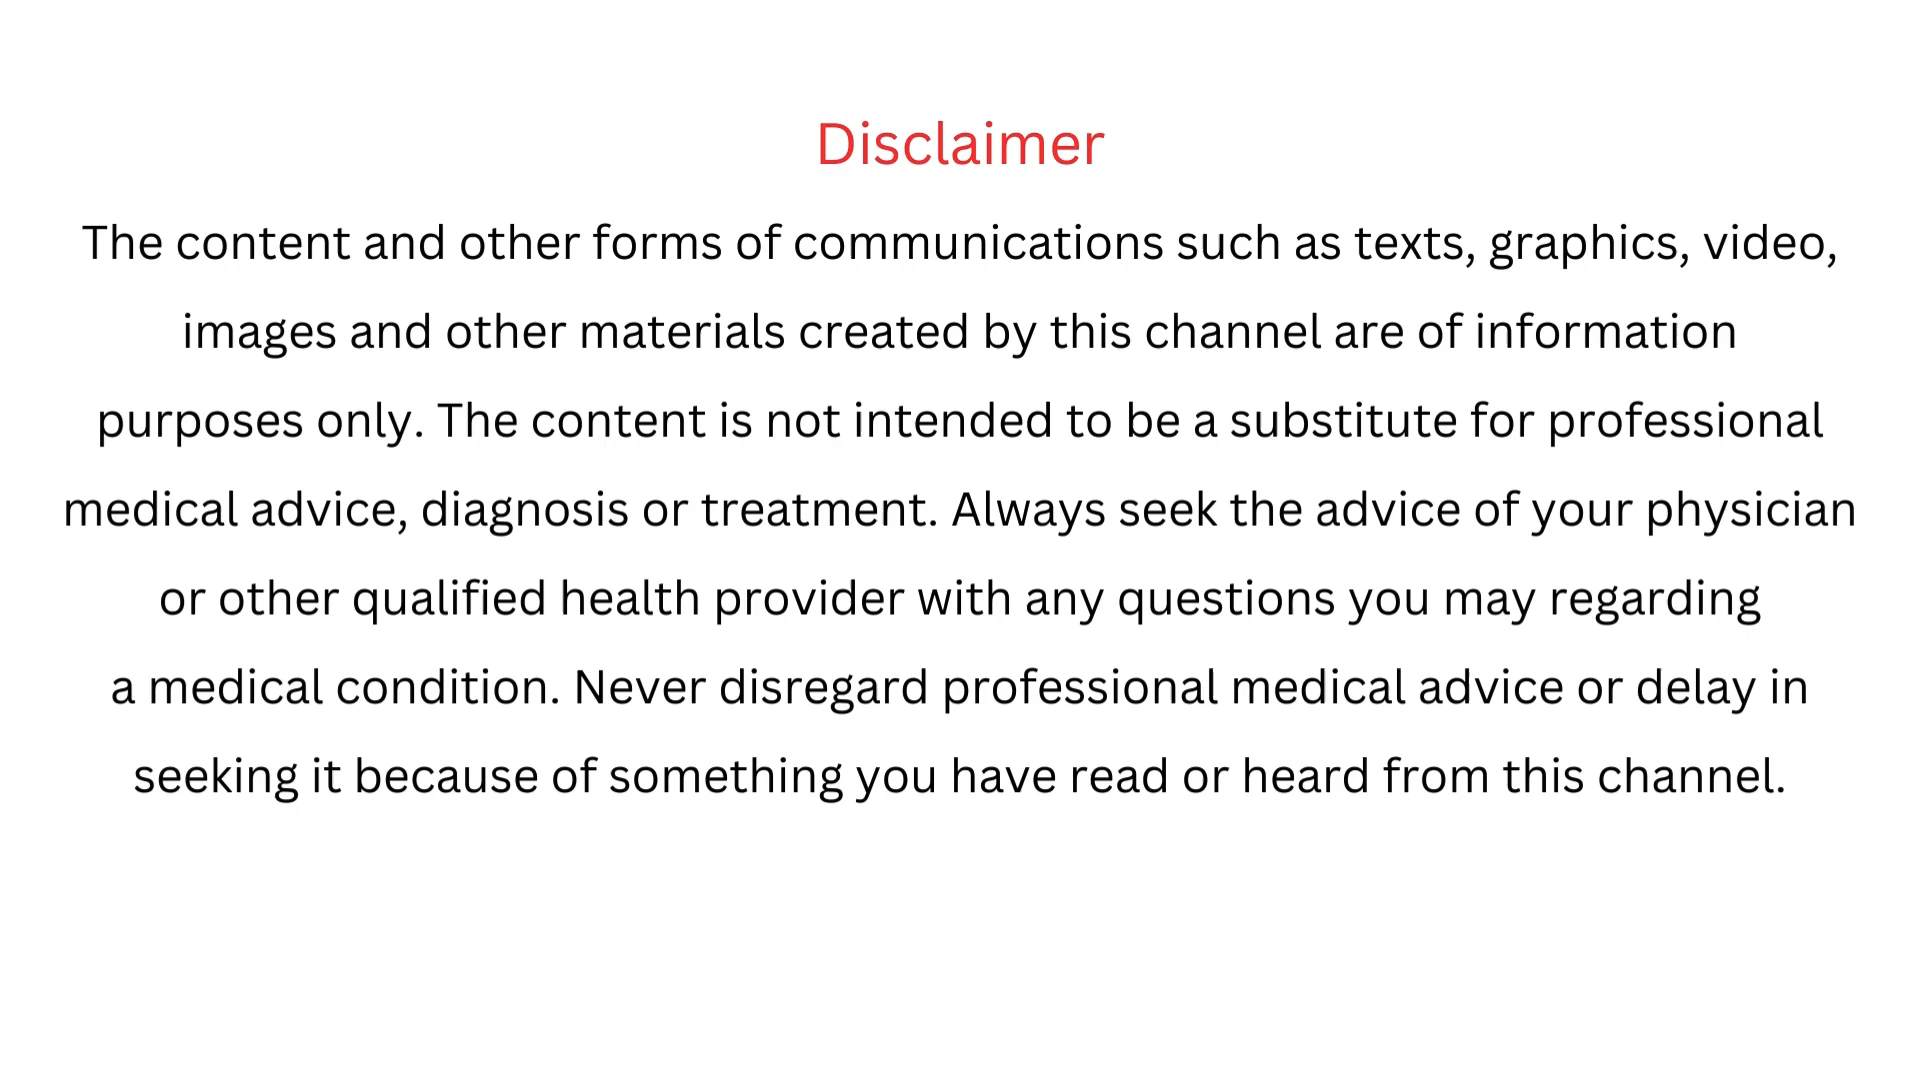 Disclaimer
The content and other forms of communications such as texts, graphics, video,
images and other materials created by this channel are of information
purposes only. The content is not intended to be a substitute for professional
medical advice, diagnosis or treatment. Always seek the advice of your physician
or other qualified health provider with any questions you may regarding
a medical condition. Never disregard professional medical advice or delay in
seeking it because of something you have read or heard from this channel.